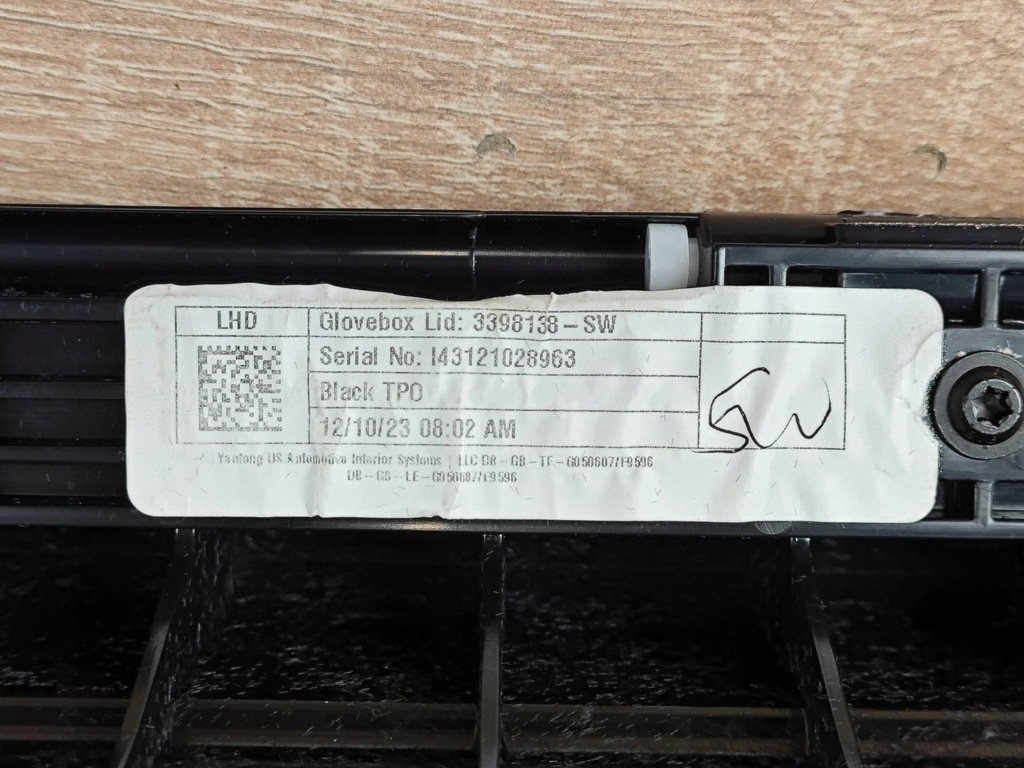 LHD
Glovebox Lid: 3398138-SW
Serial No: I43121028963
Black TPO
12/10/23 08:02 AM
SW
Yanfeng US Automotive Interior Systems I LLC DB-GB-TF-G050607/F9596
DB-GB-LE-G050607/F9596